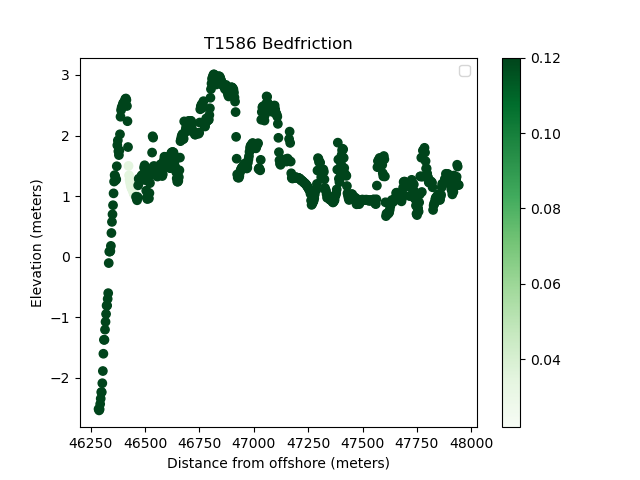 T1586 Bedfriction
Elevation (meters)
3
2
1
0
−1
−2
46250 46500 46750 47000 47250 47500 47750 48000
Distance from offshore (meters)
0.12
0.10
0.08
0.06
0.04